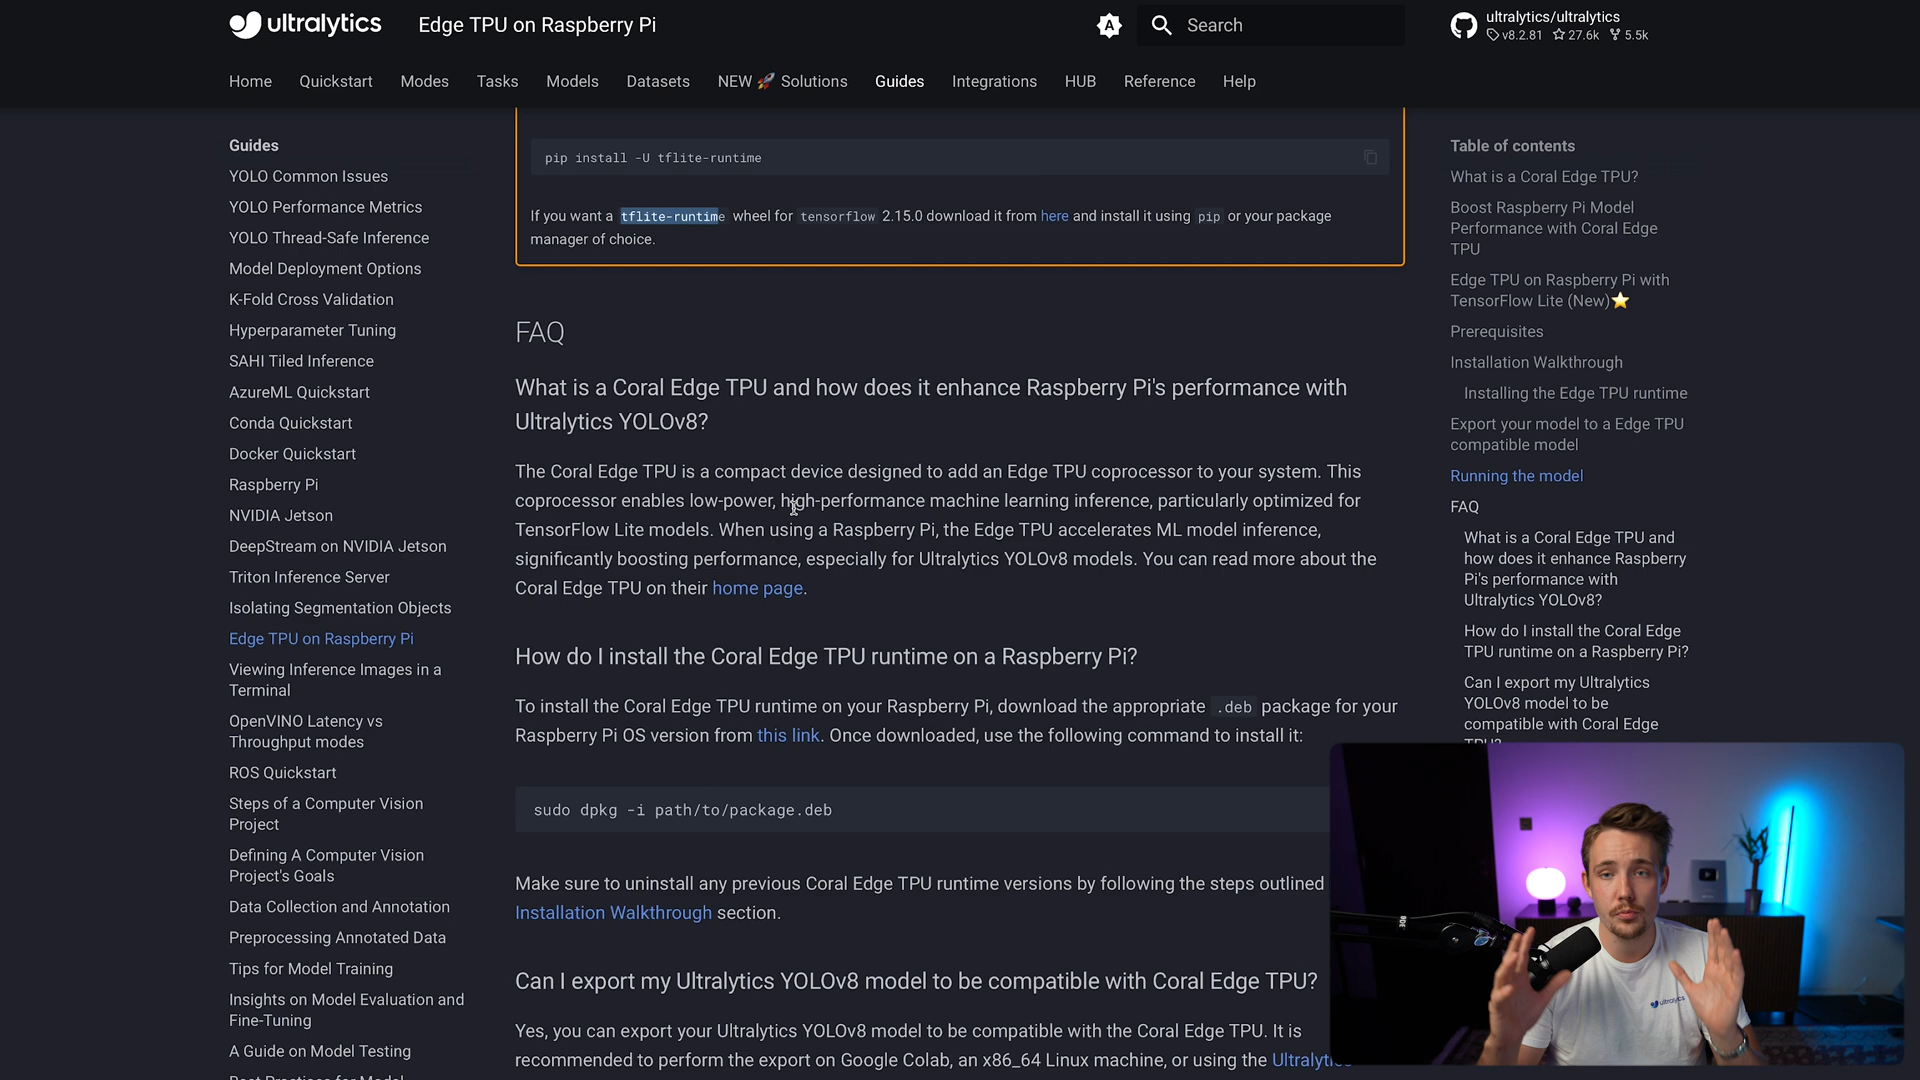 ultralytics
Edge TPU on Raspberry Pi
Search
ultralytics/ultralytics
v8.2.81 27.6k 5.5k
Home Quickstart Modes Tasks Models Datasets NEW 🚀 Solutions Guides Integrations HUB Reference Help
Guides
YOLO Common Issues
YOLO Performance Metrics
YOLO Thread-Safe Inference
Model Deployment Options
K-Fold Cross Validation
Hyperparameter Tuning
SAHI Tiled Inference
AzureML Quickstart
Conda Quickstart
Docker Quickstart
Raspberry Pi
NVIDIA Jetson
DeepStream on NVIDIA Jetson
Triton Inference Server
Isolating Segmentation Objects
Edge TPU on Raspberry Pi
Viewing Inference Images in a
Terminal
OpenVINO Latency vs
Throughput modes
ROS Quickstart
Steps of a Computer Vision
Project
Defining A Computer Vision
Project's Goals
Data Collection and Annotation
Preprocessing Annotated Data
Tips for Model Training
Insights on Model Evaluation and
Fine-Tuning
A Guide on Model Testing
pip install -U tflite-runtime
If you want a tflite-runtime wheel for tensorflow 2.15.0 download it from here and install it using pip or your package
manager of choice.
FAQ
What is a Coral Edge TPU and how does it enhance Raspberry Pi's performance with
Ultralytics YOLOv8?
The Coral Edge TPU is a compact device designed to add an Edge TPU coprocessor to your system. This
coprocessor enables low-power, high-performance machine learning inference, particularly optimized for
TensorFlow Lite models. When using a Raspberry Pi, the Edge TPU accelerates ML model inference,
significantly boosting performance, especially for Ultralytics YOLOv8 models. You can read more about the
Coral Edge TPU on their home page.
How do I install the Coral Edge TPU runtime on a Raspberry Pi?
To install the Coral Edge TPU runtime on your Raspberry Pi, download the appropriate .deb package for your
Raspberry Pi OS version from this link. Once downloaded, use the following command to install it:
sudo dpkg -i path/to/package.deb
Make sure to uninstall any previous Coral Edge TPU runtime versions by following the steps outlined
Installation Walkthrough section.
Can I export my Ultralytics YOLOv8 model to be compatible with Coral Edge TPU?
Yes, you can export your Ultralytics YOLOv8 model to be compatible with the Coral Edge TPU. It is
recommended to perform the export on Google Colab, an x86_64 Linux machine, or using the Ultralytics
Table of contents
What is a Coral Edge TPU?
Boost Raspberry Pi Model
Performance with Coral Edge
TPU
Edge TPU on Raspberry Pi with
TensorFlow Lite (New)⭐
Prerequisites
Installation Walkthrough
Installing the Edge TPU runtime
Export your model to a Edge TPU
compatible model
Running the model
FAQ
What is a Coral Edge TPU and
how does it enhance Raspberry
Pi's performance with
Ultralytics YOLOv8?
How do I install the Coral Edge
TPU runtime on a Raspberry Pi?
Can I export my Ultralytics
YOLOv8 model to be
compatible with Coral Edge
TPU?
RODE
ultralytics